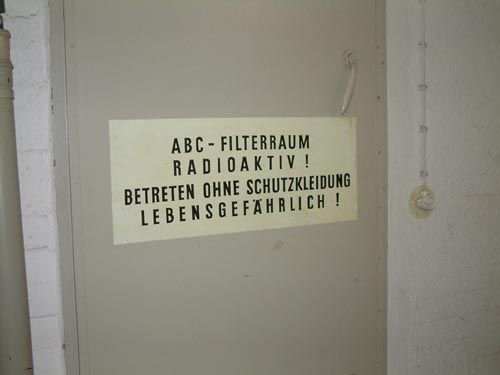 ABC - FILTERRAUM
RADIOAKTIV !
BETRETEN OHNE SCHUTZKLEIDUNG
LEBENSGEFÄHRLICH !